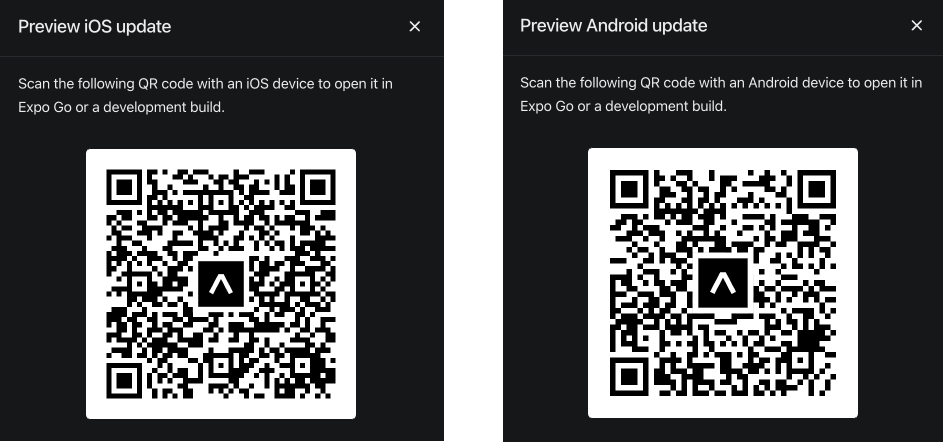 Preview iOS update
Scan the following QR code with an iOS device to open it in
Expo Go or a development build.
Preview Android update
Scan the following QR code with an Android device to open it in
Expo Go or a development build.